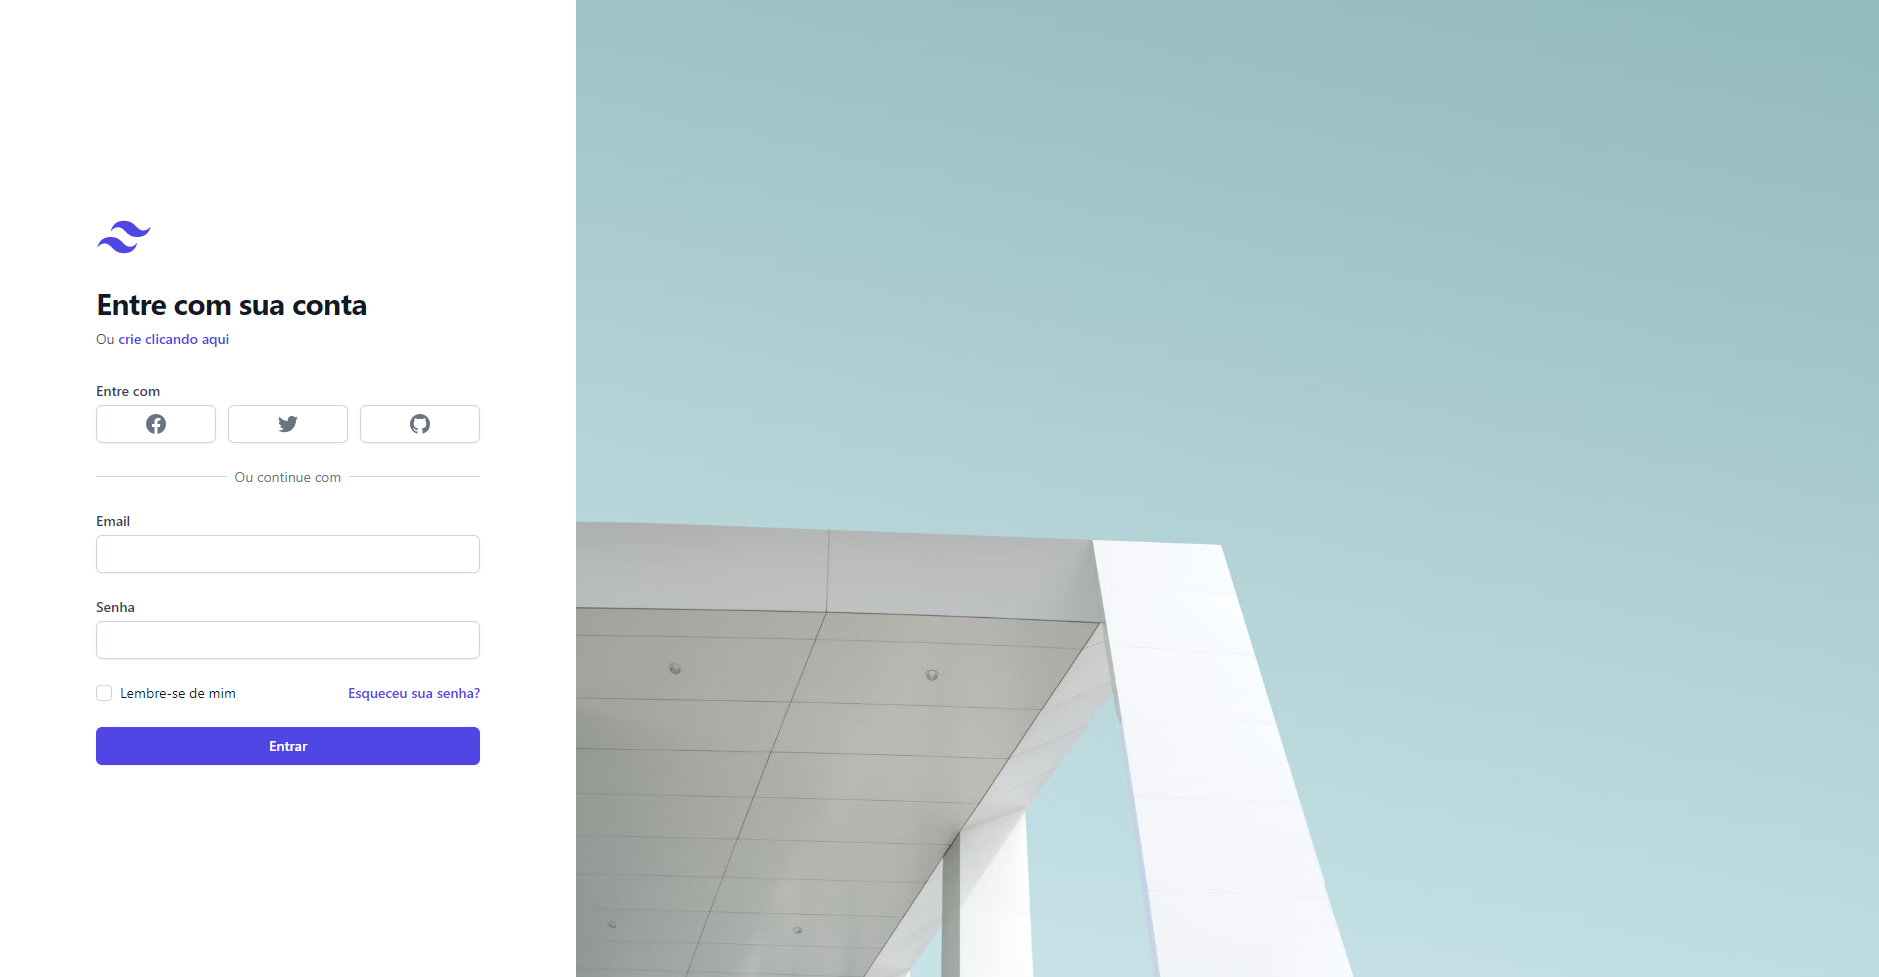 Entre com sua conta
Ou crie clicando aqui
Entre com
Ou continue com
Email
Senha
Lembre-se de mim
Esqueceu sua senha?
Entrar